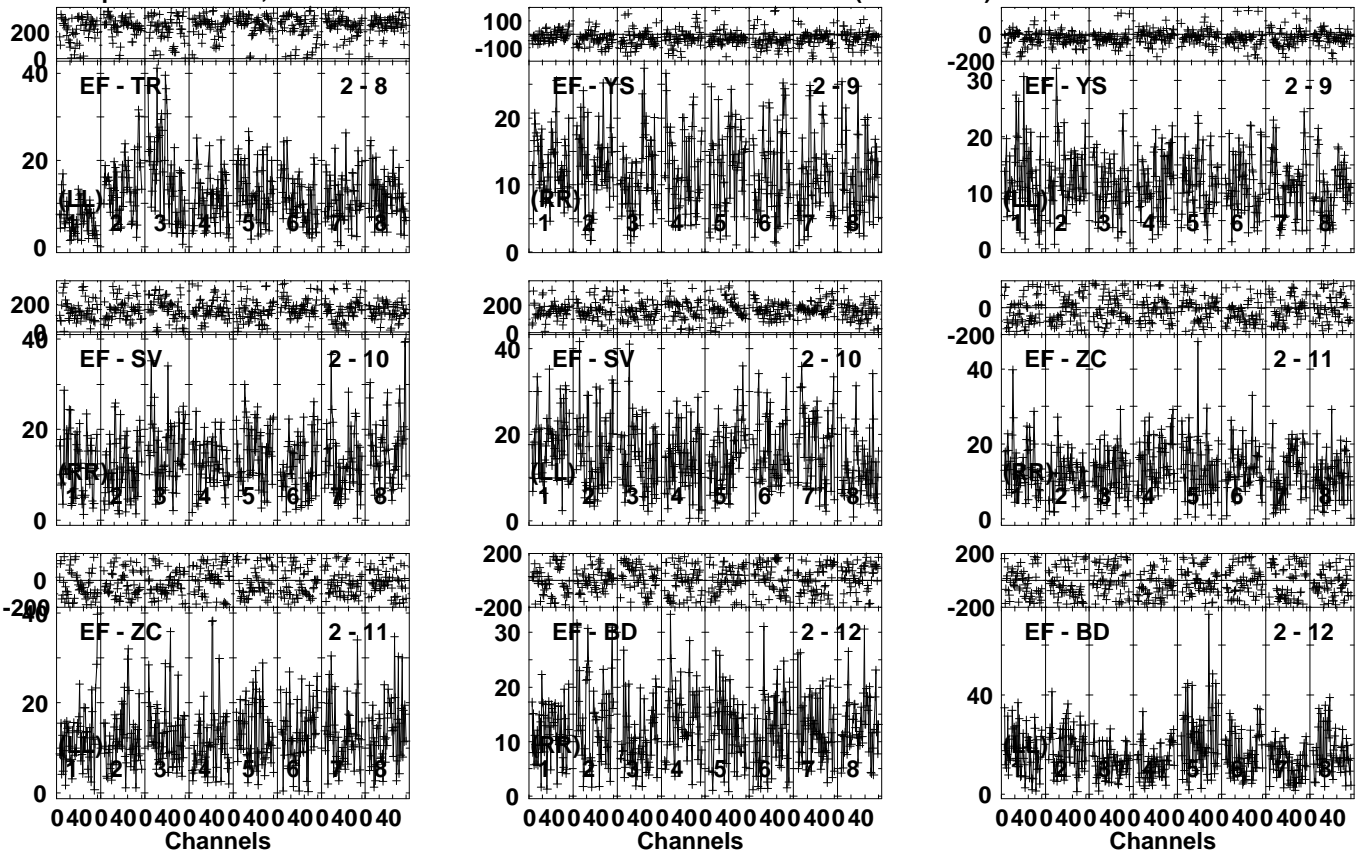 200 0 100 -100 0 -200
EF - TR 2 - 8 EF - YS 2 - 9 EF - YS 2 - 9
40 20 0 30 20 10 0
20 10 0
(LL) (RR) (LL)
1 2 3 4 5 6 7 8 1 2 3 4 5 6 7 8 1 2 3 4 5 6 7 8
200 0 200 0 0 -200
EF - SV 2 - 10 EF - SV 2 - 10 EF - ZC 2 - 11
40 20 0 40 30 20 10 0 40 20 0
(RR) (LL) (RR)
1 2 3 4 5 6 7 8 1 2 3 4 5 6 7 8 1 2 3 4 5 6 7 8
0 -200 200 -200 200 -200
EF - ZC 2 - 11 EF - BD 2 - 12 EF - BD 2 - 12
40 20 0 30 20 10 0 40 0
(LL) (RR) (LL)
1 2 3 4 5 6 7 8 1 2 3 4 5 6 7 8 1 2 3 4 5 6 7 8
0 40 0 40 0 40 0 40 0 40 0 40 0 40 0 40 0 40 0 40 0 40 0 40 0 40 0 40 0 40 0 40 0 40 0 40 0 40 0 40 0 40 0 40 0 40 0 40
Channels Channels Channels